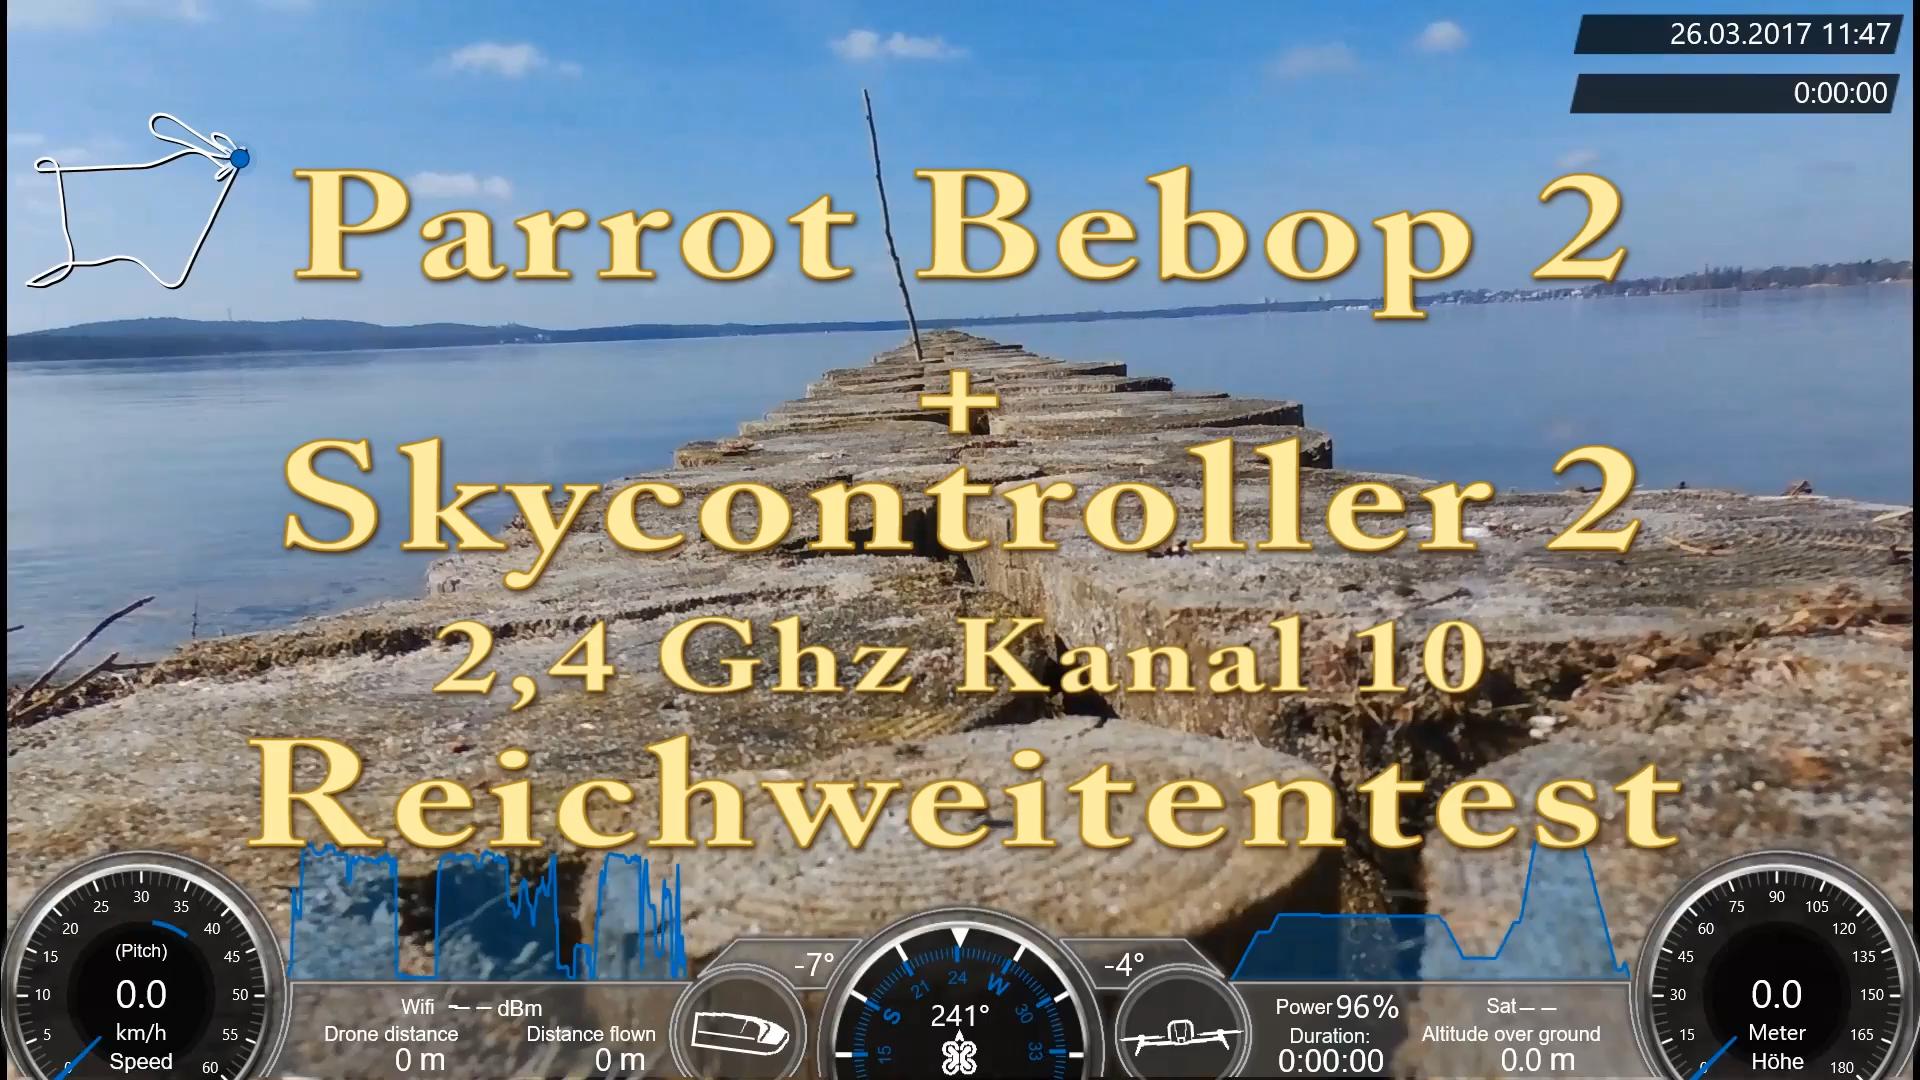 26.03.2017 11:47
0:00:00
Parrot Bebop 2
+
Skycontroller 2
2,4 Ghz Kanal 10
Reichweitentest
0 5 10 15 20 25 30 35 40 45 50 55 60
(Pitch)
0.0
km/h
Speed
Wifi -- -- dBm
Drone distance
0 m
Distance flown
0 m
-7°
15 S 21 24 W 30 33
241°
-4°
Power 96%
Duration:
0:00:00
Sat -- --
Altitude over ground
0.0 m
0 15 30 45 60 75 90 105 120 135 150 165 180
0.0
Meter
Höhe